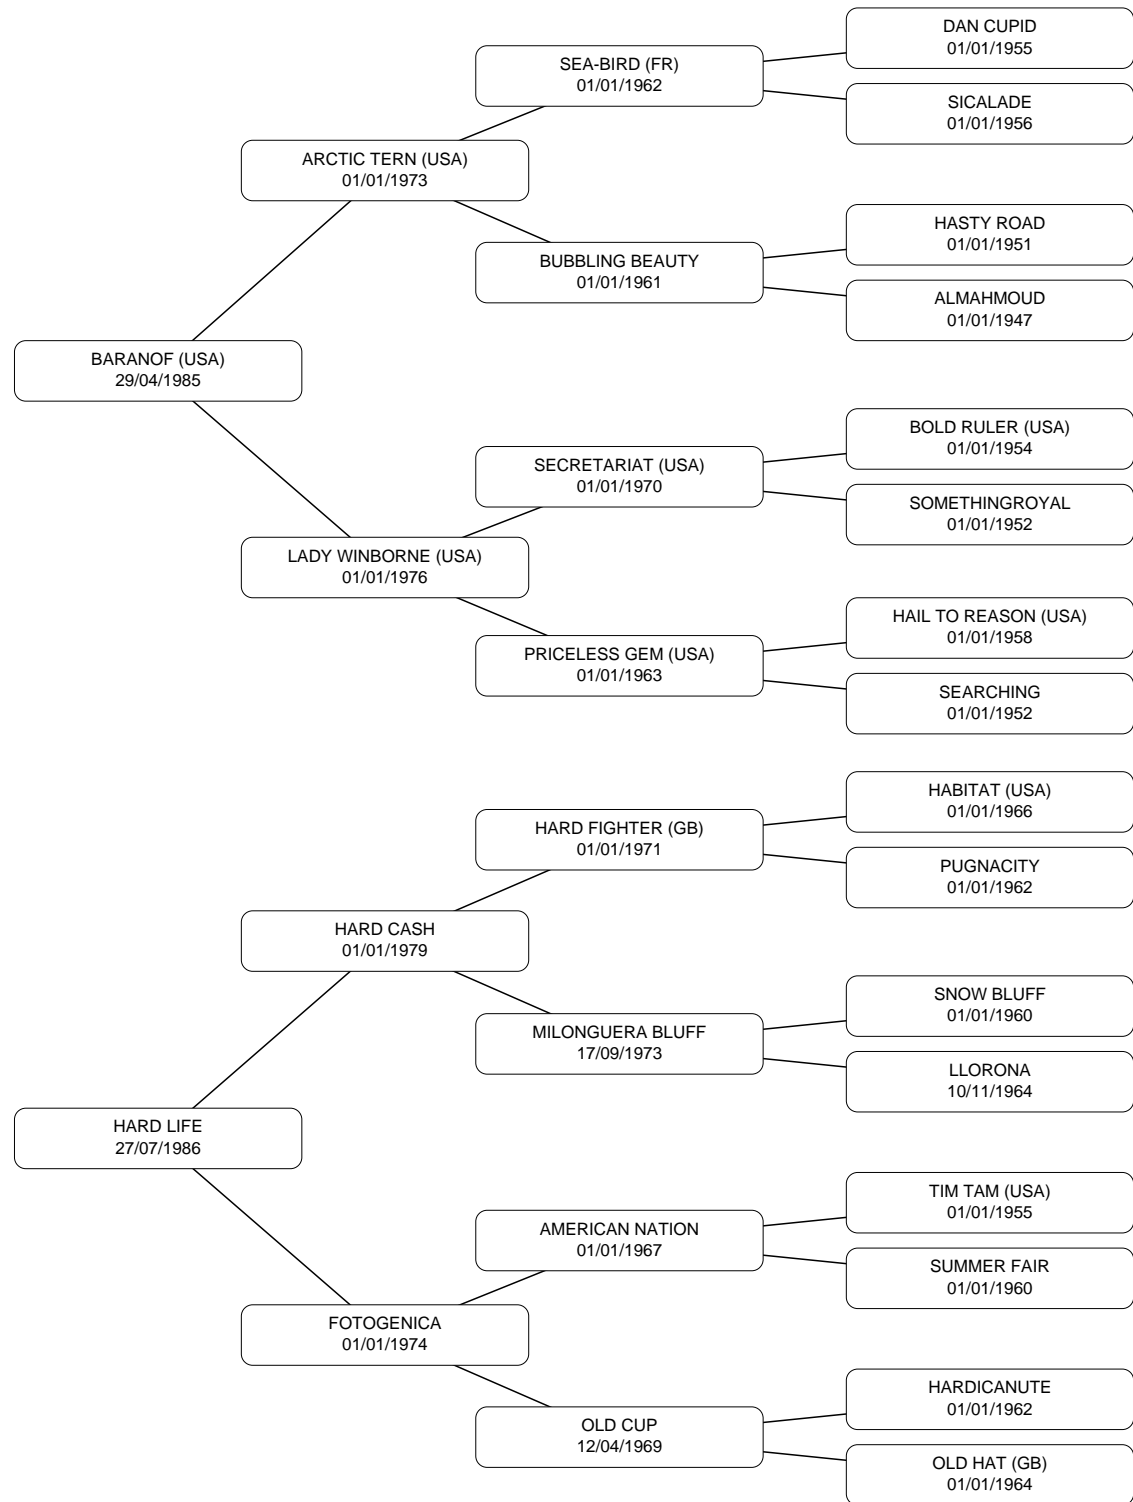 DAN CUPID
01/01/1955
SEA-BIRD (FR)
01/01/1962
SICALADE
01/01/1956
ARCTIC TERN (USA)
01/01/1973
HASTY ROAD
01/01/1951
BUBBLING BEAUTY
01/01/1961
ALMAHMOUD
01/01/1947
BARANOF (USA)
29/04/1985
BOLD RULER (USA)
01/01/1954
SECRETARIAT (USA)
01/01/1970
SOMETHINGROYAL
01/01/1952
LADY WINBORNE (USA)
01/01/1976
HAIL TO REASON (USA)
01/01/1958
PRICELESS GEM (USA)
01/01/1963
SEARCHING
01/01/1952
HABITAT (USA)
01/01/1966
HARD FIGHTER (GB)
01/01/1971
PUGNACITY
01/01/1962
HARD CASH
01/01/1979
SNOW BLUFF
01/01/1960
MILONGUERA BLUFF
17/09/1973
LLORONA
10/11/1964
HARD LIFE
27/07/1986
TIM TAM (USA)
01/01/1955
AMERICAN NATION
01/01/1967
SUMMER FAIR
01/01/1960
FOTOGENICA
01/01/1974
HARDICANUTE
01/01/1962
OLD CUP
12/04/1969
OLD HAT (GB)
01/01/1964